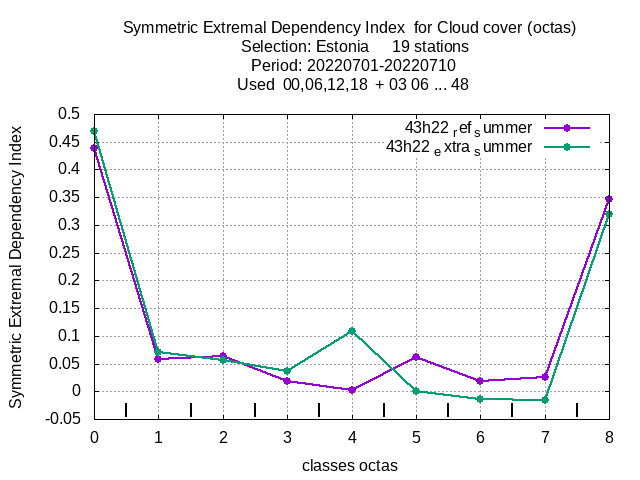 Symmetric Extremal Dependency Index for Cloud cover (octas)
Selection: Estonia 19 stations
Period: 20220701-20220710
Used 00,06,12,18 + 03 06 ... 48
43h22 ref summer
43h22 extra summer
Symmetric Extremal Dependency Index
0.5
0.45
0.4
0.35
0.3
0.25
0.2
0.15
0.1
0.05
0
-0.05
0 1 2 3 4 5 6 7 8
classes octas